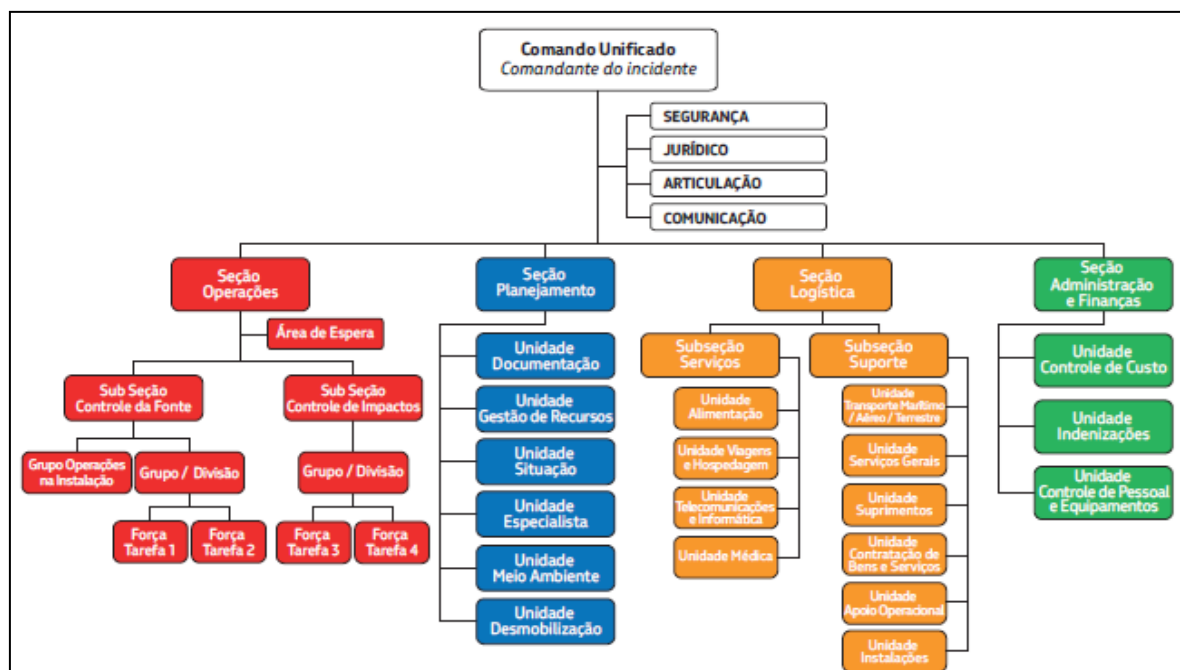 Comando Unificado
Comandante do incidente
SEGURANÇA
JURÍDICO
ARTICULAÇÃO
COMUNICAÇÃO
Seção
Operações
Área de Espera
Sub Seção
Controle da Fonte
Sub Seção
Controle de Impactos
Grupo Operações
na Instalação
Grupo / Divisão
Grupo / Divisão
Força
Tarefa 1
Força
Tarefa 2
Força
Tarefa 3
Força
Tarefa 4
Seção
Planejamento
Unidade
Documentação
Unidade
Gestão de Recursos
Unidade
Situação
Unidade
Especialista
Unidade
Meio Ambiente
Unidade
Desmobilização
Seção
Logística
Subseção
Serviços
Unidade
Alimentação
Unidade Viagens
e Hospedagem
Unidade
Telecomunicações
e Informática
Unidade Médica
Subseção
Suporte
Unidade
Transporte Marítimo
/ Aéreo / Terrestre
Unidade
Serviços Gerais
Unidade
Suprimentos
Unidade
Contratação de
Bens e Serviços
Unidade
Apoio Operacional
Unidade
Instalações
Seção
Administração
e Finanças
Unidade
Controle de Custo
Unidade
Indenizações
Unidade
Controle de Pessoal
e Equipamentos